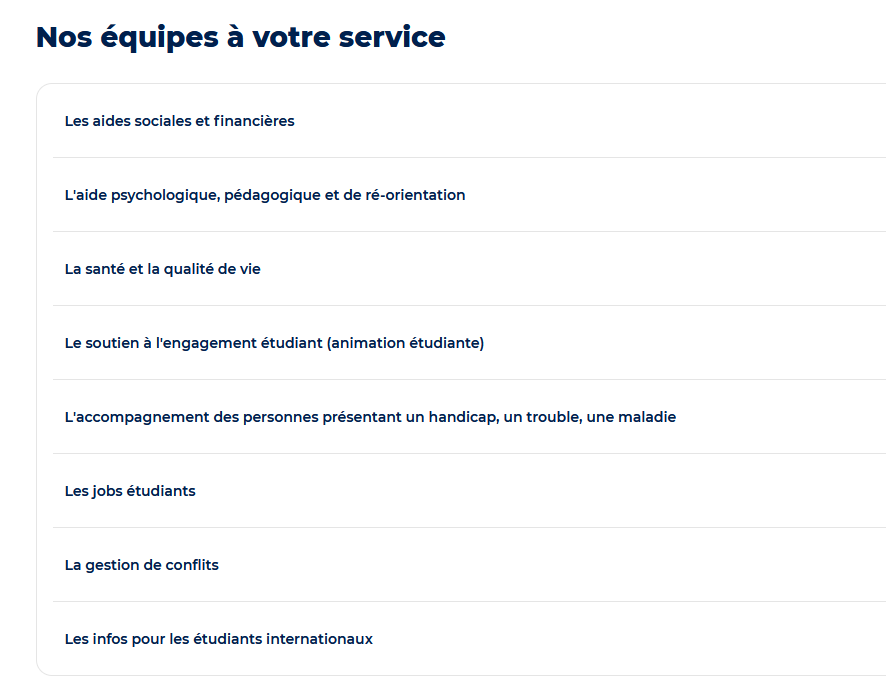 Nos équipes à votre service
Les aides sociales et financières
L'aide psychologique, pédagogique et de ré-orientation
La santé et la qualité de vie
Le soutien à l'engagement étudiant (animation étudiante)
L'accompagnement des personnes présentant un handicap, un trouble, une maladie
Les jobs étudiants
La gestion de conflits
Les infos pour les étudiants internationaux